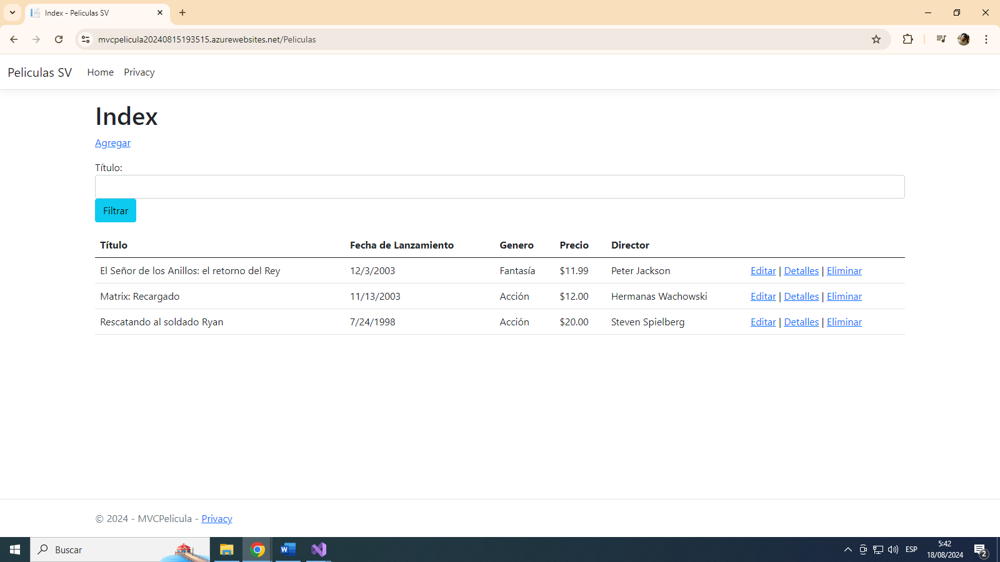 Index - Peliculas SV
mvcpelicula20240815193515.azurewebsites.net/Peliculas
Peliculas SV Home Privacy
Index
Agregar
Título:
Filtrar
Título Fecha de Lanzamiento Genero Precio Director
El Señor de los Anillos: el retorno del Rey 12/3/2003 Fantasía $11.99 Peter Jackson Editar | Detalles | Eliminar
Matrix: Recargado 11/13/2003 Acción $12.00 Hermanas Wachowski Editar | Detalles | Eliminar
Rescatando al soldado Ryan 7/24/1998 Acción $20.00 Steven Spielberg Editar | Detalles | Eliminar
© 2024 - MVCPelicula - Privacy
Buscar
W
ESP
5:42
18/08/2024
2